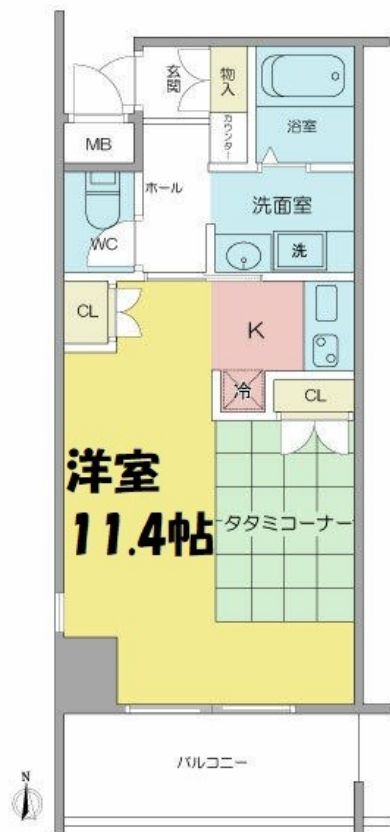 玄関
物入
カウンター
浴室
MB
ホール
洗面室
WC
洗
CL
K
冷
CL
洋室
11.4帖
タタミコーナー
バルコニー
N